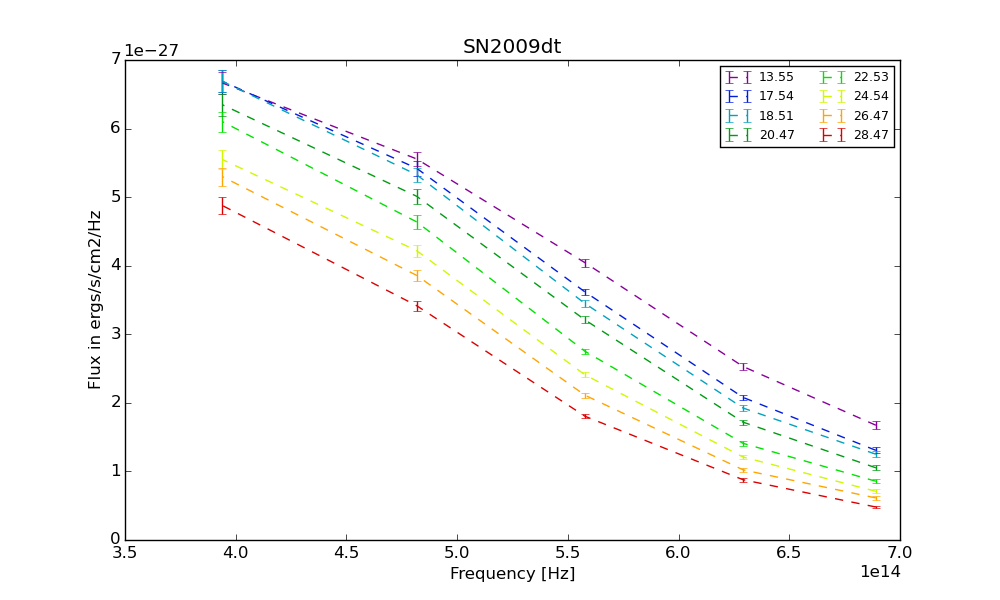 SN2009dt
1e−27
7
6
5
4
3
2
1
0
Flux in ergs/s/cm2/Hz
13.55 22.53
17.54 24.54
18.51 26.47
20.47 28.47
3.5 4.0 4.5 5.0 5.5 6.0 6.5 7.0
Frequency [Hz]
1e14